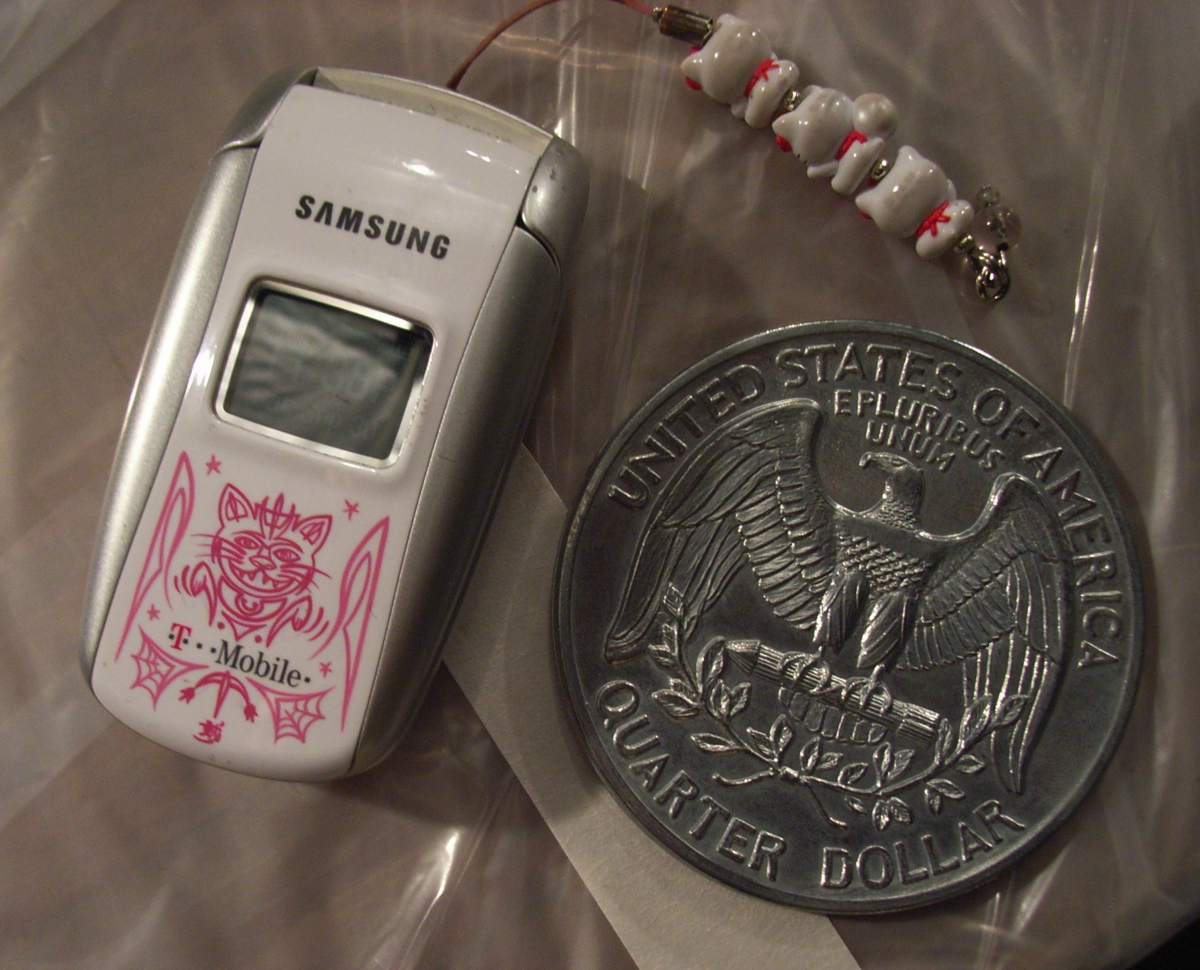 SAMSUNG
T··Mobile·
UNITED STATES OF AMERICA
E PLURIBUS
UNUM
QUARTER DOLLAR